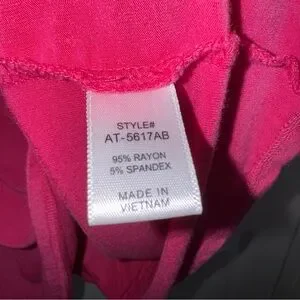 STYLE#
AT-5617AB
95% RAYON
5% SPANDEX
MADE IN
VIETNAM